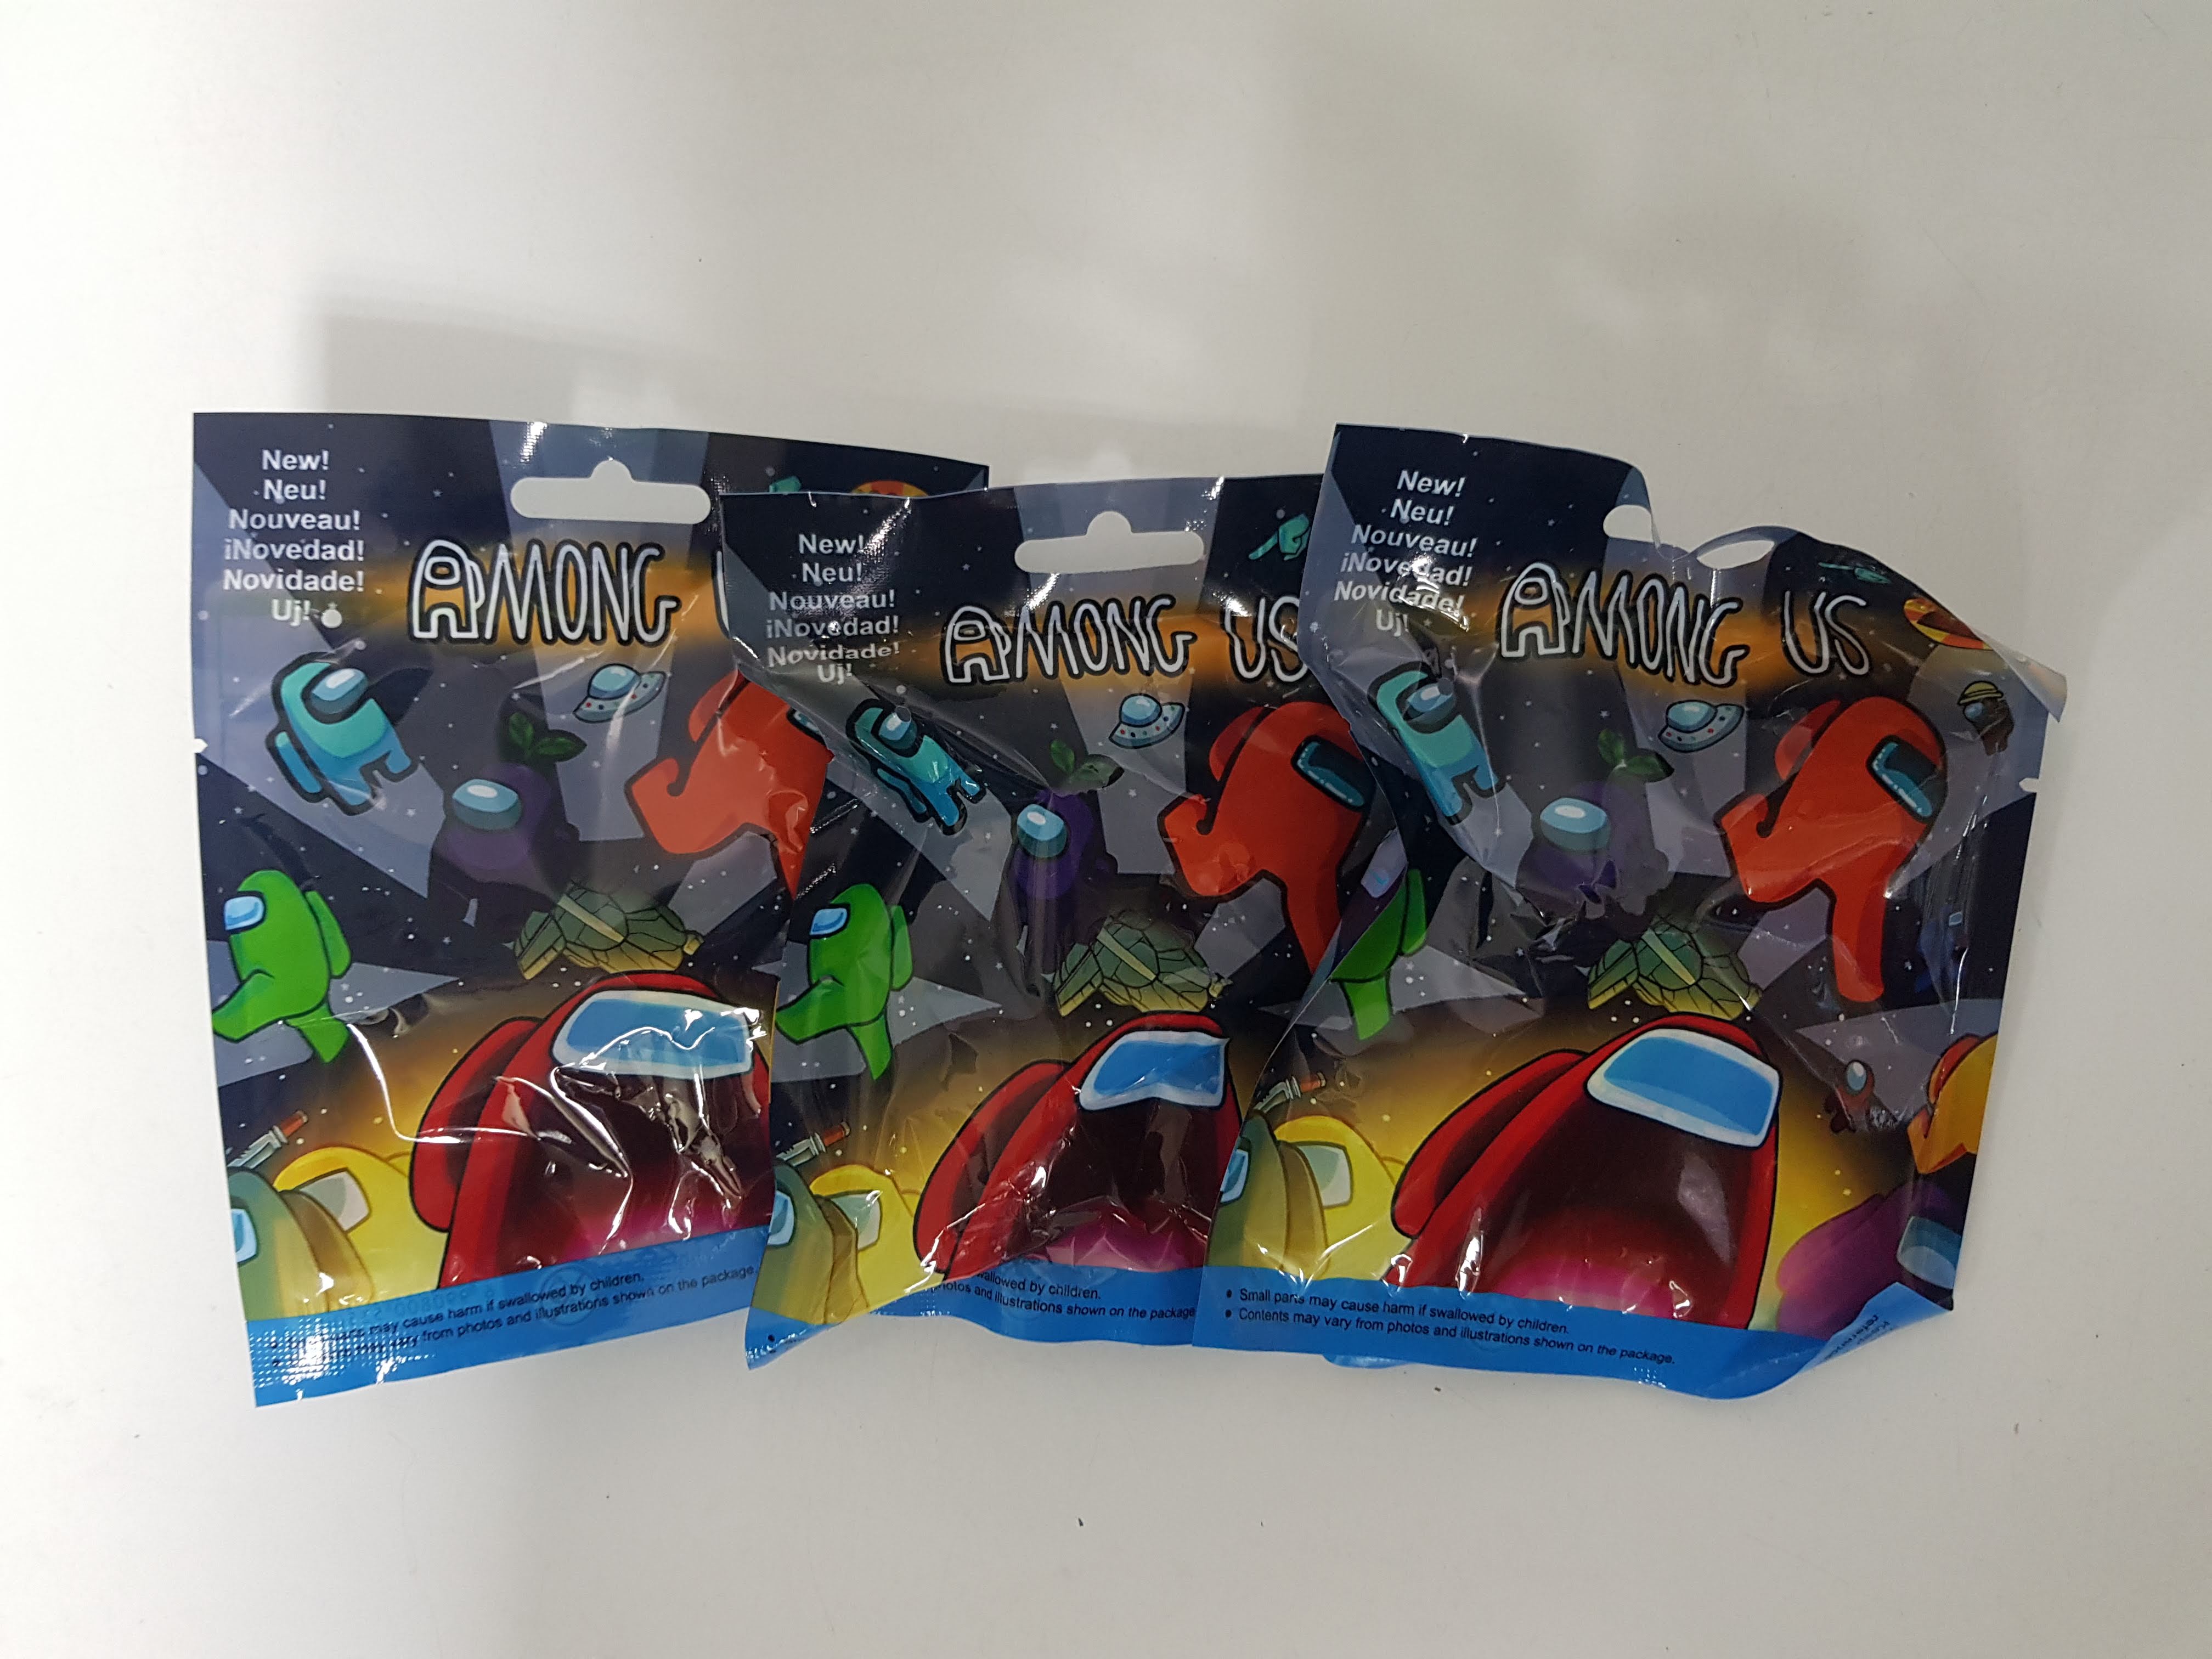 New!
Neu!
Nouveau!
¡Novedad!
Novidade!
Uj!
AMONG
may cause harm if swallowed by children.
from photos and illustrations shown on the package
New!
Neu!
Nouveau!
¡Novedad!
Novidade!
Uj!
AMONG US
swallowed by children.
photos and illustrations shown on the package
New!
Neu!
Nouveau!
¡Novedad!
Novidade!
Uj!
AMONG US
• Small parts may cause harm if swallowed by children.
• Contents may vary from photos and illustrations shown on the package.